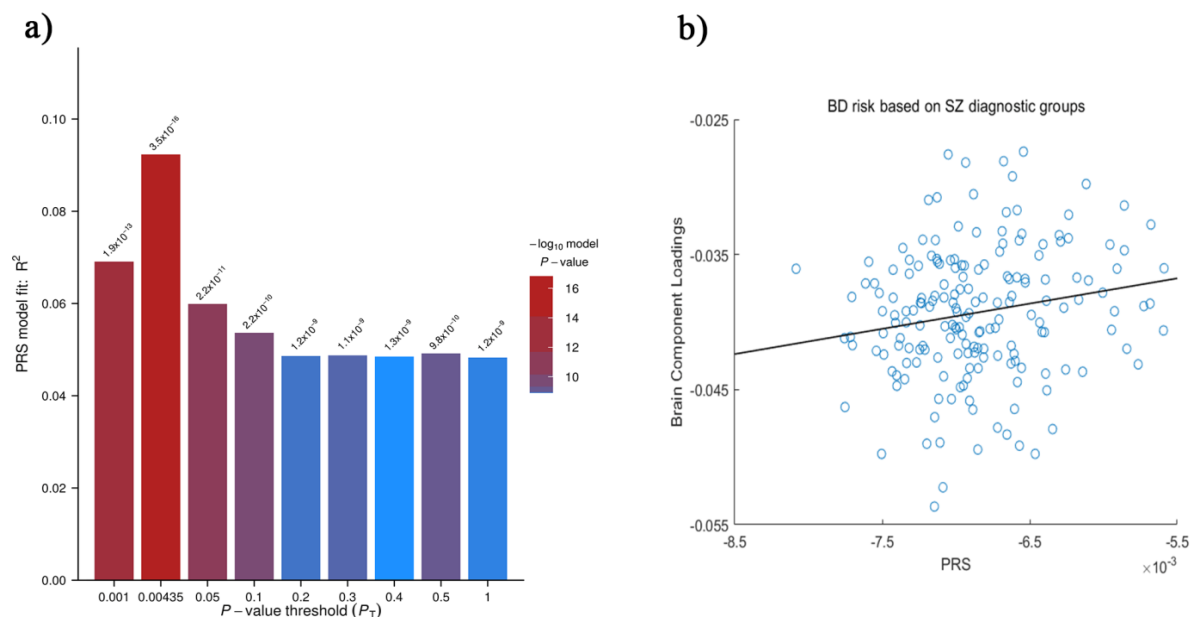 a)
PRS model fit: R²
0.10
0.08
0.06
0.04
0.02
0.00
1.9x10⁻¹³
3.5x10⁻¹⁶
2.2x10⁻¹¹
2.2x10⁻¹⁰
1.2x10⁻⁹
1.1x10⁻⁹
1.3x10⁻⁹
9.8x10⁻¹⁰
1.2x10⁻⁹
0.001 0.00435 0.05 0.1 0.2 0.3 0.4 0.5 1
P – value threshold (P_T)
–log₁₀ model
P – value
16
14
12
10
b)
BD risk based on SZ diagnostic groups
Brain Component Loadings
-0.025
-0.035
-0.045
-0.055
-8.5 -7.5 -6.5 -5.5
PRS
×10⁻³